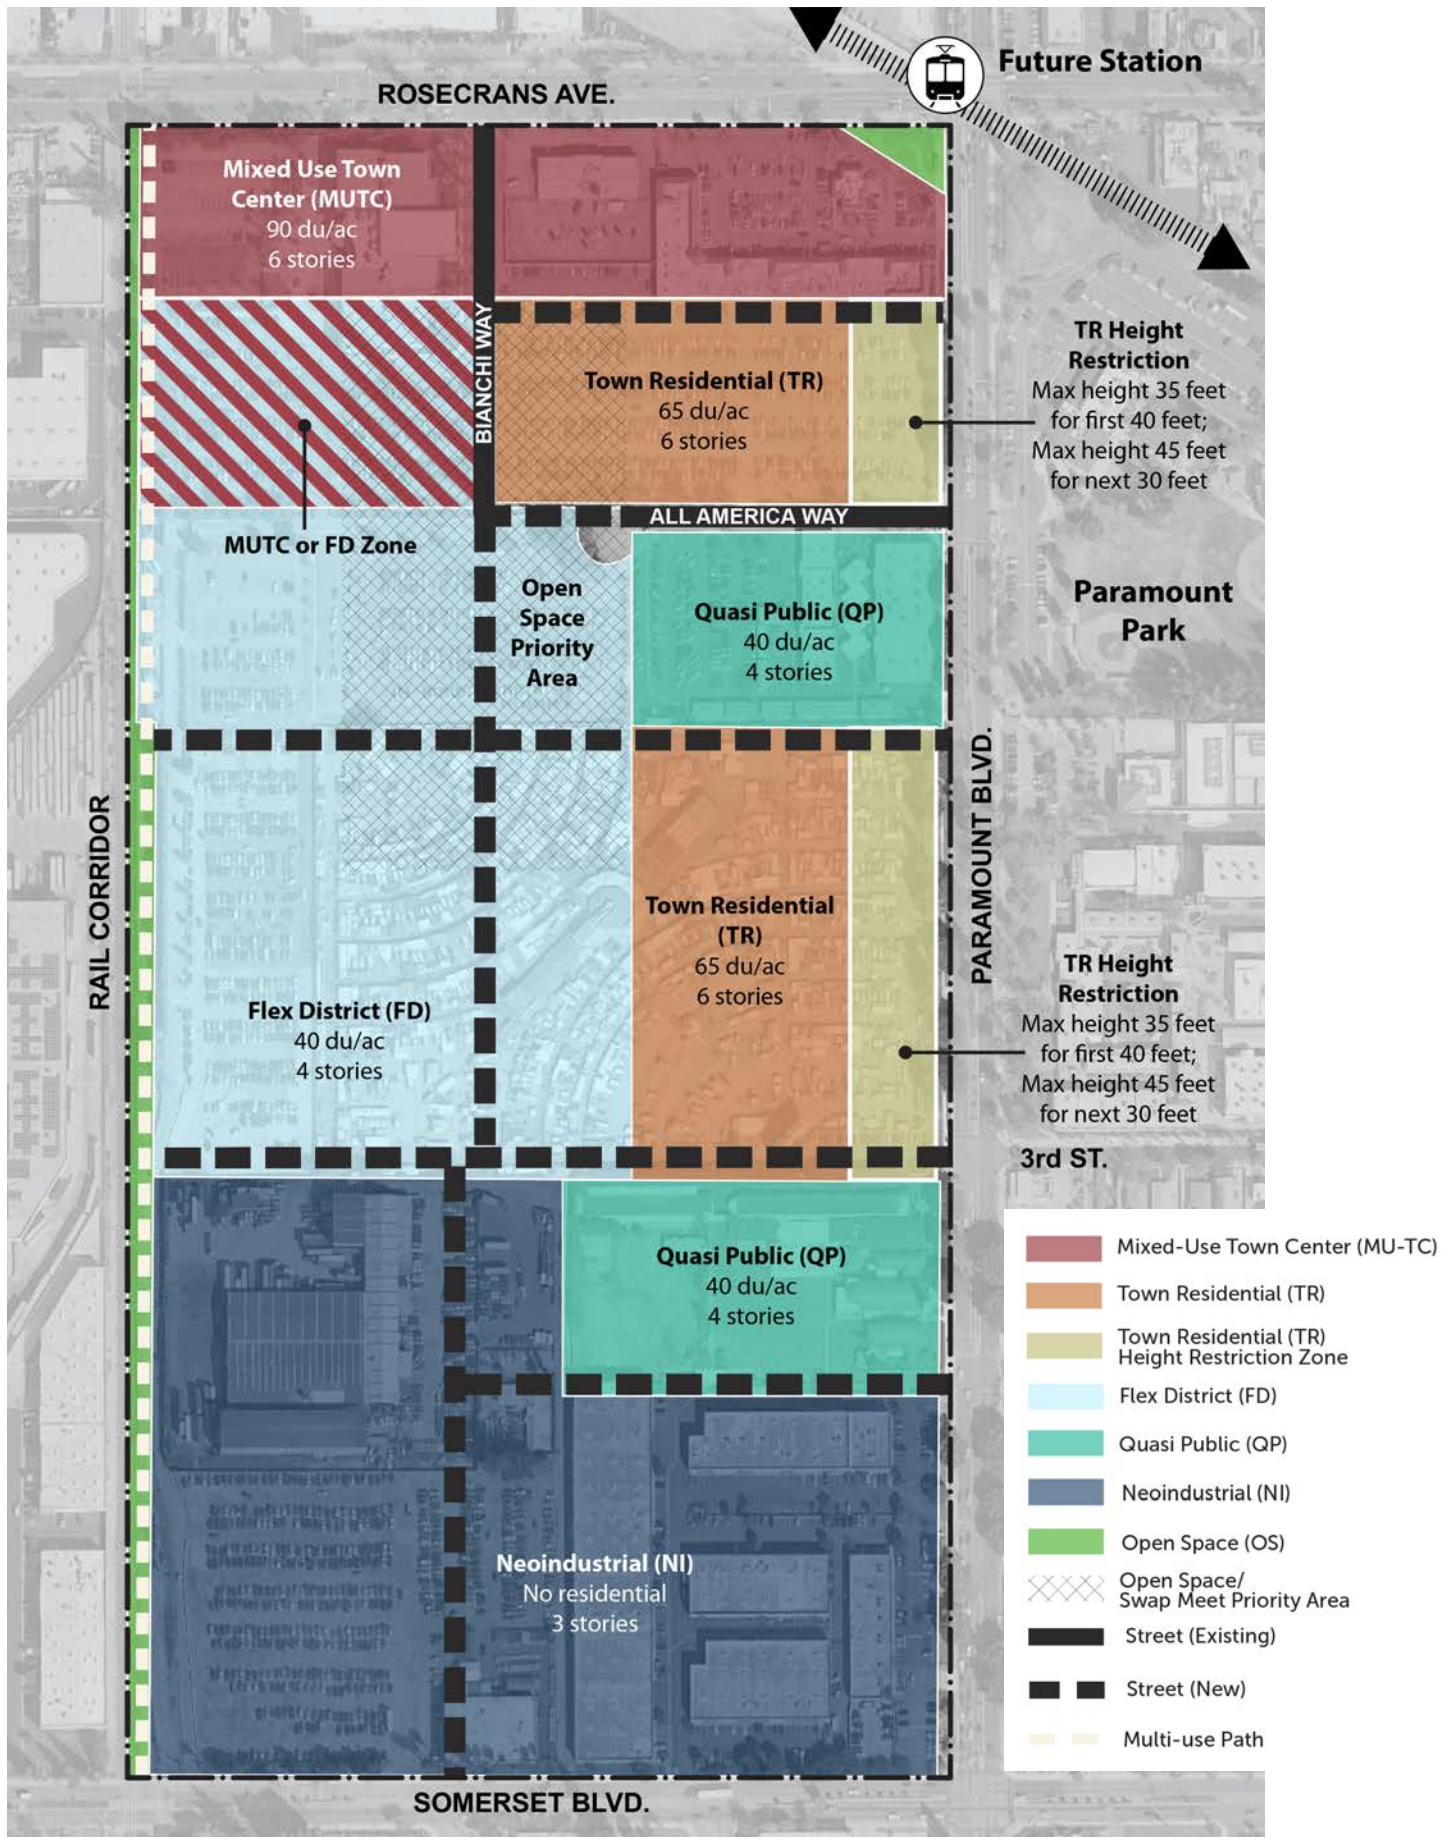 Future Station
ROSECRANS AVE.
Mixed Use Town
Center (MUTC)
90 du/ac
6 stories
BIANCHI WAY
TR Height
Restriction
Max height 35 feet
for first 40 feet;
Max height 45 feet
for next 30 feet
Town Residential (TR)
65 du/ac
6 stories
ALL AMERICA WAY
MUTC or FD Zone
Open
Space
Priority
Area
Quasi Public (QP)
40 du/ac
4 stories
Paramount
Park
RAIL CORRIDOR
PARAMOUNT BLVD.
Town Residential
(TR)
65 du/ac
6 stories
Flex District (FD)
40 du/ac
4 stories
TR Height
Restriction
Max height 35 feet
for first 40 feet;
Max height 45 feet
for next 30 feet
3rd ST.
Quasi Public (QP)
40 du/ac
4 stories
Neoindustrial (NI)
No residential
3 stories
SOMERSET BLVD.
Mixed-Use Town Center (MU-TC)
Town Residential (TR)
Town Residential (TR)
Height Restriction Zone
Flex District (FD)
Quasi Public (QP)
Neoindustrial (NI)
Open Space (OS)
Open Space/
Swap Meet Priority Area
Street (Existing)
Street (New)
Multi-use Path